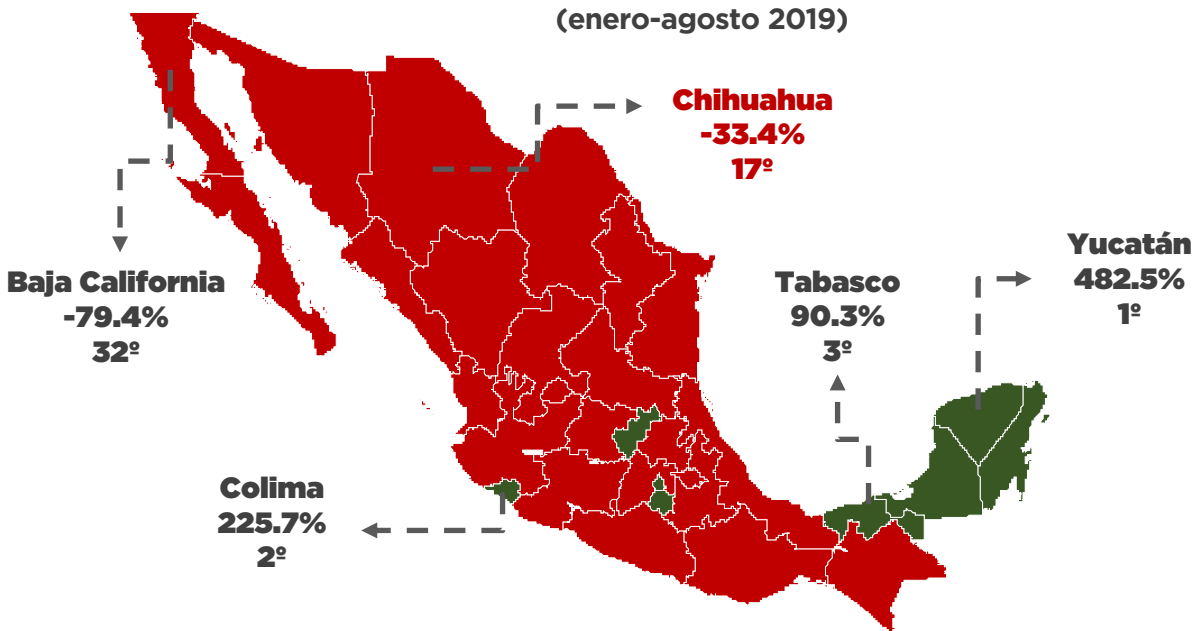 (enero-agosto 2019)
Chihuahua
-33.4%
17º
Yucatán
482.5%
1º
Baja California
-79.4%
32º
Tabasco
90.3%
3º
Colima
225.7%
2º